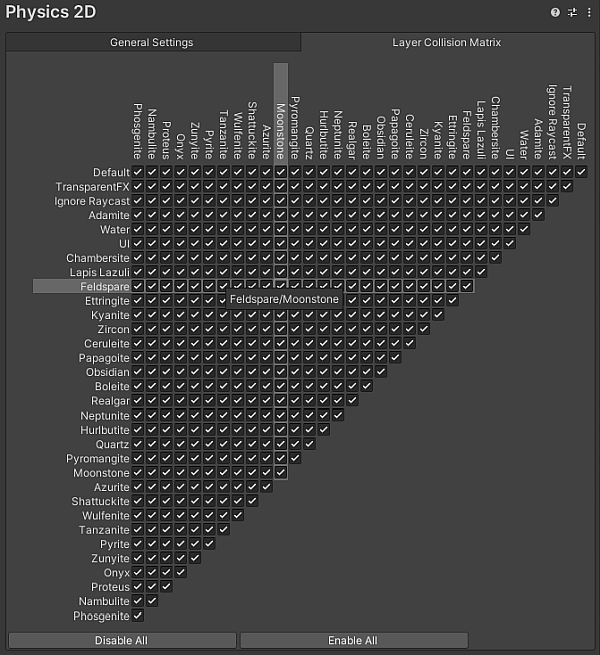 Physics 2D
General Settings
Layer Collision Matrix
Phosgenite
Nambulite
Proteus
Onyx
Zunyite
Pyrite
Tanzanite
Wulfenite
Shattuckite
Azurite
Moonstone
Pyromangite
Quartz
Hurlbutite
Neptunite
Realgar
Boleite
Obsidian
Papagoite
Ceruleite
Zircon
Kyanite
Ettringite
Feldspare
Lapis Lazuli
Chambersite
UI
Water
Adamite
Ignore Raycast
TransparentFX
Default
Default
TransparentFX
Ignore Raycast
Adamite
Water
UI
Chambersite
Lapis Lazuli
Feldspare
Feldspare/Moonstone
Ettringite
Kyanite
Zircon
Ceruleite
Papagoite
Obsidian
Boleite
Realgar
Neptunite
Hurlbutite
Quartz
Pyromangite
Moonstone
Azurite
Shattuckite
Wulfenite
Tanzanite
Pyrite
Zunyite
Onyx
Proteus
Nambulite
Phosgenite
Disable All
Enable All